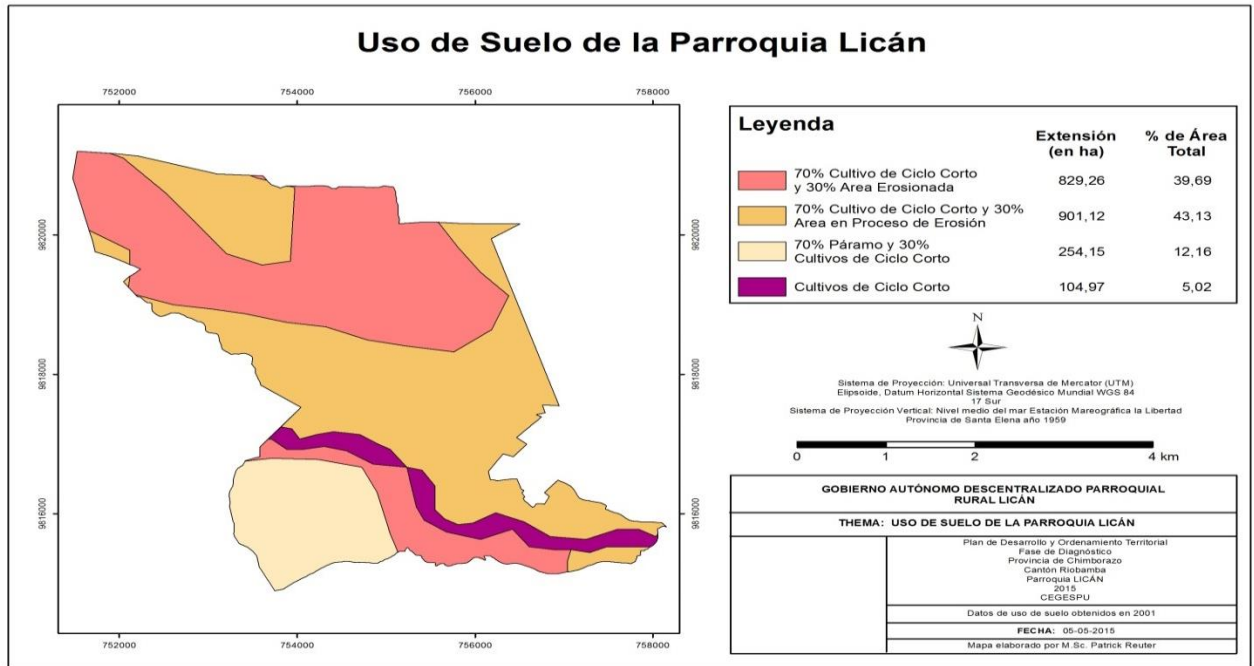 Uso de Suelo de la Parroquia Licán
752000
754000
756000
758000
9820000
9820000
9818000
9818000
9816000
9816000
752000
754000
756000
758000
Leyenda
Extensión
(en ha)
% de Área
Total
70% Cultivo de Ciclo Corto
y 30% Area Erosionada
829,26
39,69
70% Cultivo de Ciclo Corto y 30%
Area en Proceso de Erosión
901,12
43,13
70% Páramo y 30%
Cultivos de Ciclo Corto
254,15
12,16
Cultivos de Ciclo Corto
104,97
5,02
N
Sistema de Proyección: Universal Transversa de Mercator (UTM)
Elipsoide, Datum Horizontal Sistema Geodésico Mundial WGS 84
17 Sur
Sistema de Proyección Vertical: Nivel medio del mar Estación Mareográfica la Libertad
Provincia de Santa Elena año 1959
0 1 2 4 km
GOBIERNO AUTÓNOMO DESCENTRALIZADO PARROQUIAL
RURAL LICÁN
THEMA: USO DE SUELO DE LA PARROQUIA LICÁN
Plan de Desarrollo y Ordenamiento Territorial
Fase de Diagnóstico
Provincia de Chimborazo
Cantón Riobamba
Parroquia LICÁN
2015
CEGESPU
Datos de uso de suelo obtenidos en 2001
FECHA: 05-05-2015
Mapa elaborado por M.Sc. Patrick Reuter